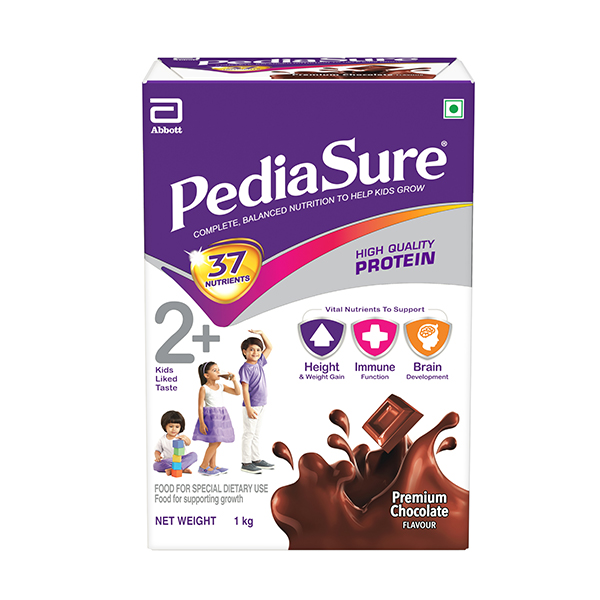 Premium Chocolate
Abbott
PediaSure®
COMPLETE, BALANCED NUTRITION TO HELP KIDS GROW
37
NUTRIENTS
HIGH QUALITY
PROTEIN
2+
Kids
Liked
Taste
Vital Nutrients To Support
Height
& Weight Gain
Immune
Function
Brain
Development
FOOD FOR SPECIAL DIETARY USE
Food for supporting growth
NET WEIGHT 1 kg
Premium
Chocolate
FLAVOUR